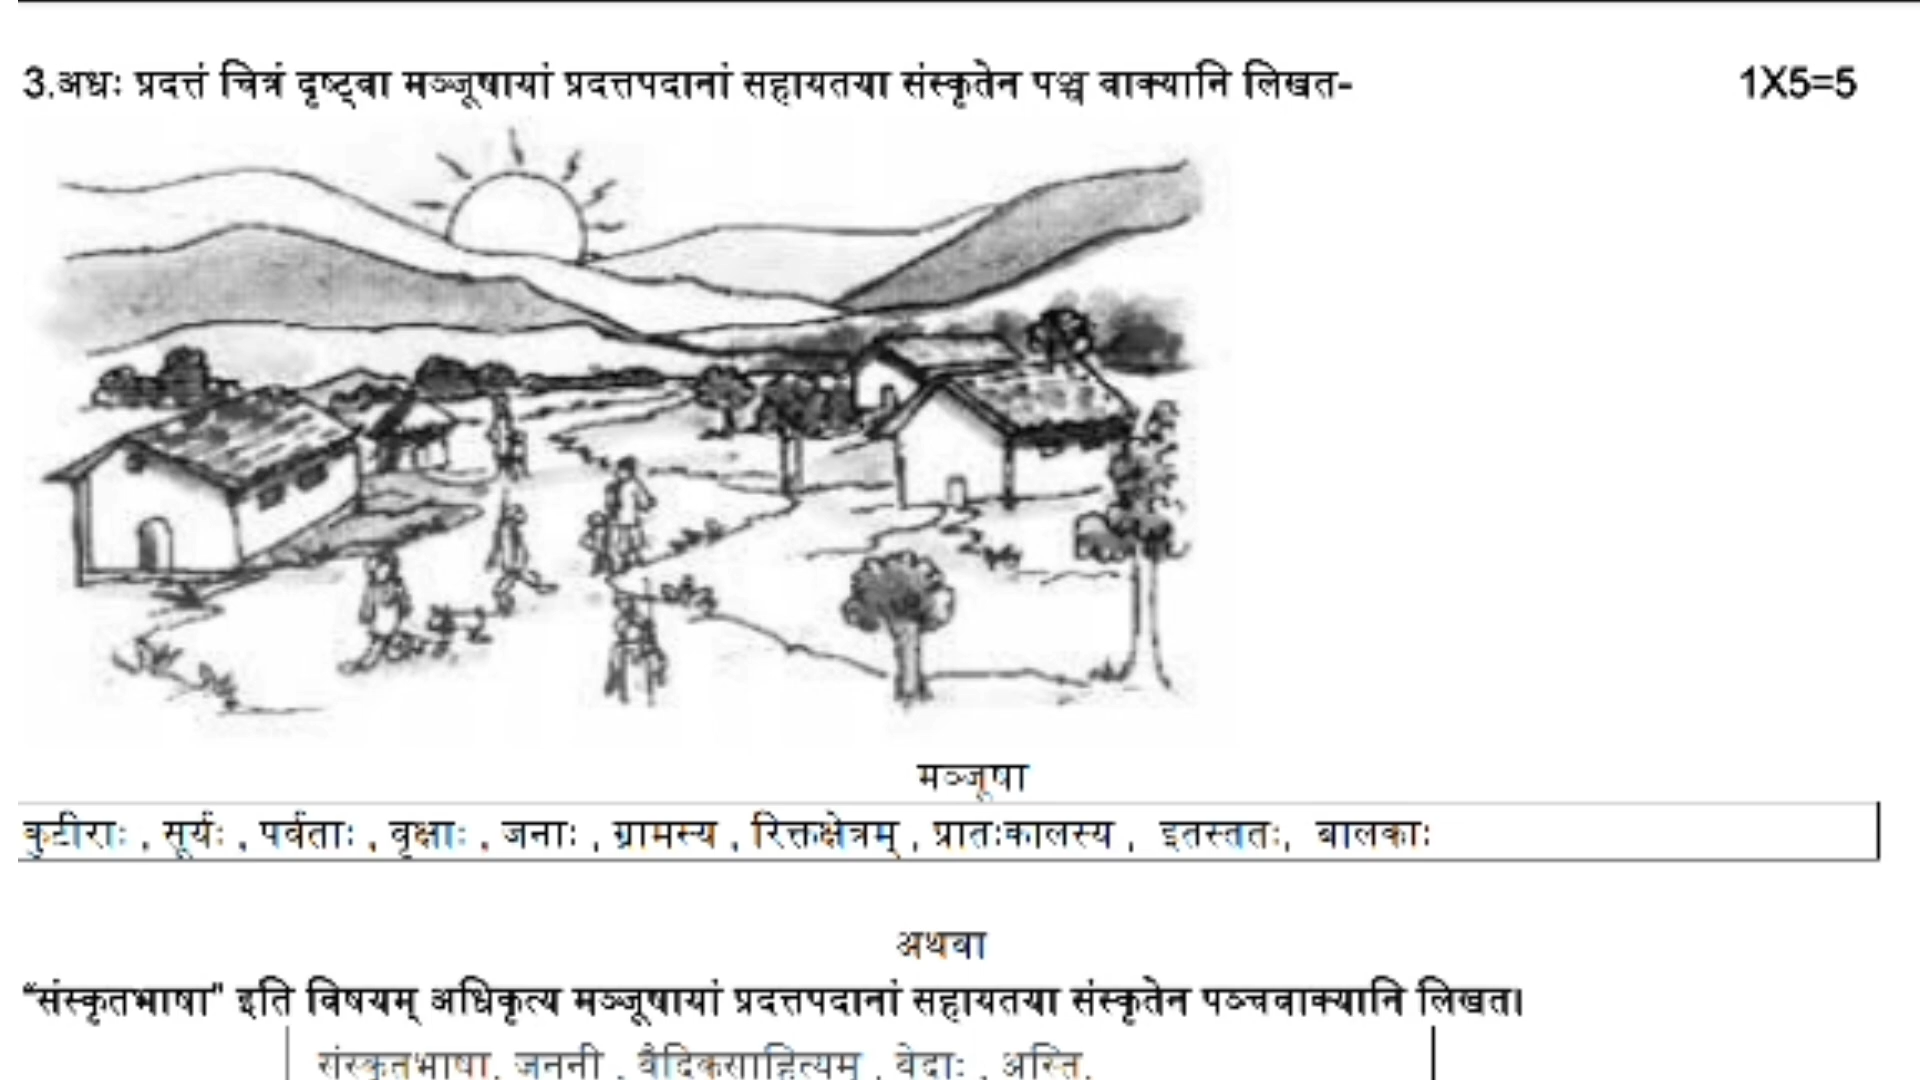 3.अधः प्रदत्तं चित्रं दृष्ट्वा मञ्जूषायां प्रदत्तपदानां सहायतया संस्कृतेन पञ्च वाक्यानि लिखत- 1X5=5
मञ्जूषा
कुटीराः , सूर्यः , पर्वताः , वृक्षाः , जनाः , ग्रामस्य , रिक्तक्षेत्रम् , प्रातःकालस्य , इतस्ततः, बालकाः
अथवा
“संस्कृतभाषा” इति विषयम् अधिकृत्य मञ्जूषायां प्रदत्तपदानां सहायतया संस्कृतेन पञ्चवाक्यानि लिखत।
संस्कृतभाषा, जननी , वैदिकसाहित्यम् , वेदाः , अस्ति,